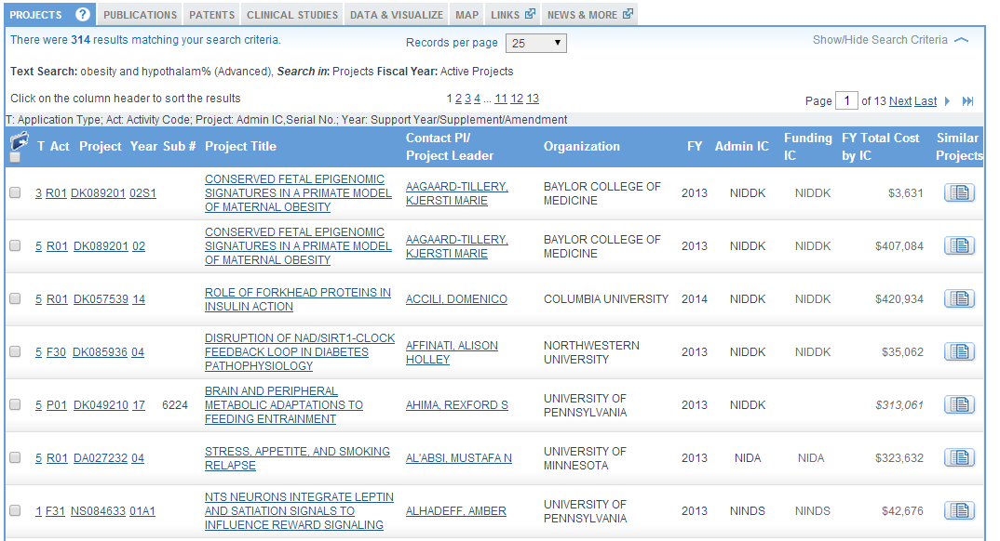 PROJECTS ? PUBLICATIONS PATENTS CLINICAL STUDIES DATA & VISUALIZE MAP LINKS NEWS & MORE
There were 314 results matching your search criteria. Records per page 25 Show/Hide Search Criteria
Text Search: obesity and hypothalam% (Advanced), Search in: Projects Fiscal Year: Active Projects
Click on the column header to sort the results 1 2 3 4 ... 11 12 13 Page 1 of 13 Next Last
T: Application Type; Act: Activity Code; Project: Admin IC,Serial No.; Year: Support Year/Supplement/Amendment
T Act Project Year Sub # Project Title Contact PI/ Project Leader Organization FY Admin IC Funding IC FY Total Cost by IC Similar Projects
3 R01 DK089201 02S1 CONSERVED FETAL EPIGENOMIC
SIGNATURES IN A PRIMATE MODEL
OF MATERNAL OBESITY
AAGAARD-TILLERY,
KJERSTI MARIE
BAYLOR COLLEGE OF
MEDICINE
2013 NIDDK NIDDK $3,631
5 R01 DK089201 02 CONSERVED FETAL EPIGENOMIC
SIGNATURES IN A PRIMATE MODEL
OF MATERNAL OBESITY
AAGAARD-TILLERY,
KJERSTI MARIE
BAYLOR COLLEGE OF
MEDICINE
2013 NIDDK NIDDK $407,084
5 R01 DK057539 14 ROLE OF FORKHEAD PROTEINS IN
INSULIN ACTION
ACCILI, DOMENICO
COLUMBIA UNIVERSITY
2014 NIDDK NIDDK $420,934
5 F30 DK085936 04 DISRUPTION OF NAD/SIRT1-CLOCK
FEEDBACK LOOP IN DIABETES
PATHOPHYSIOLOGY
AFFINATI, ALISON
HOLLEY
NORTHWESTERN
UNIVERSITY
2013 NIDDK NIDDK $35,062
5 P01 DK049210 17 6224 BRAIN AND PERIPHERAL
METABOLIC ADAPTATIONS TO
FEEDING ENTRAINMENT
AHIMA, REXFORD S
UNIVERSITY OF
PENNSYLVANIA
2013 NIDDK $313,061
5 R01 DA027232 04 STRESS, APPETITE, AND SMOKING
RELAPSE
AL'ABSI, MUSTAFA N
UNIVERSITY OF
MINNESOTA
2013 NIDA NIDA $323,632
1 F31 NS084633 01A1 NTS NEURONS INTEGRATE LEPTIN
AND SATIATION SIGNALS TO
INFLUENCE REWARD SIGNALING
ALHADEFF, AMBER
UNIVERSITY OF
PENNSYLVANIA
2013 NINDS NINDS $42,676